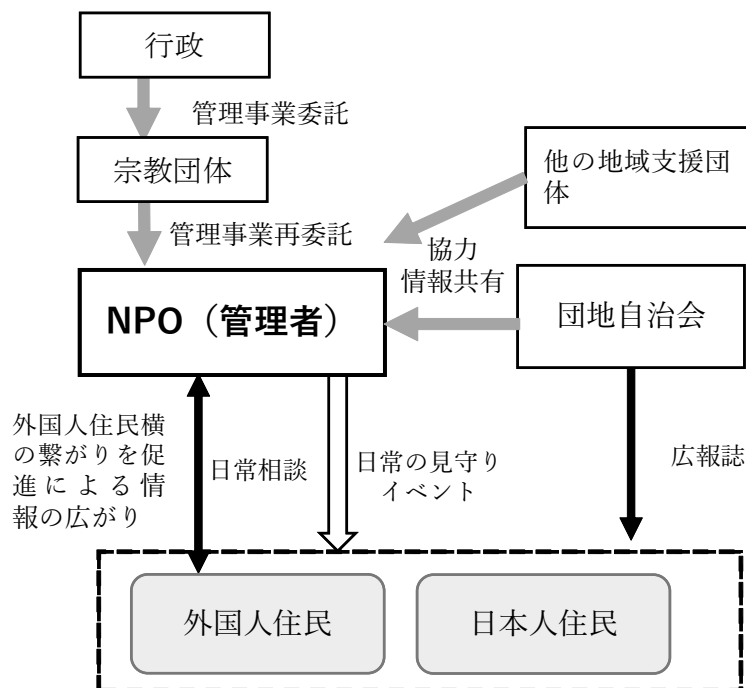 行政
管理事業委託
宗教団体
他の地域支援団
体
管理事業再委託
協力
情報共有
NPO（管理者）
団地自治会
外国人住民横
の繋がりを促
進による情
報の広がり
日常相談
日常の見守り
イベント
広報誌
外国人住民
日本人住民